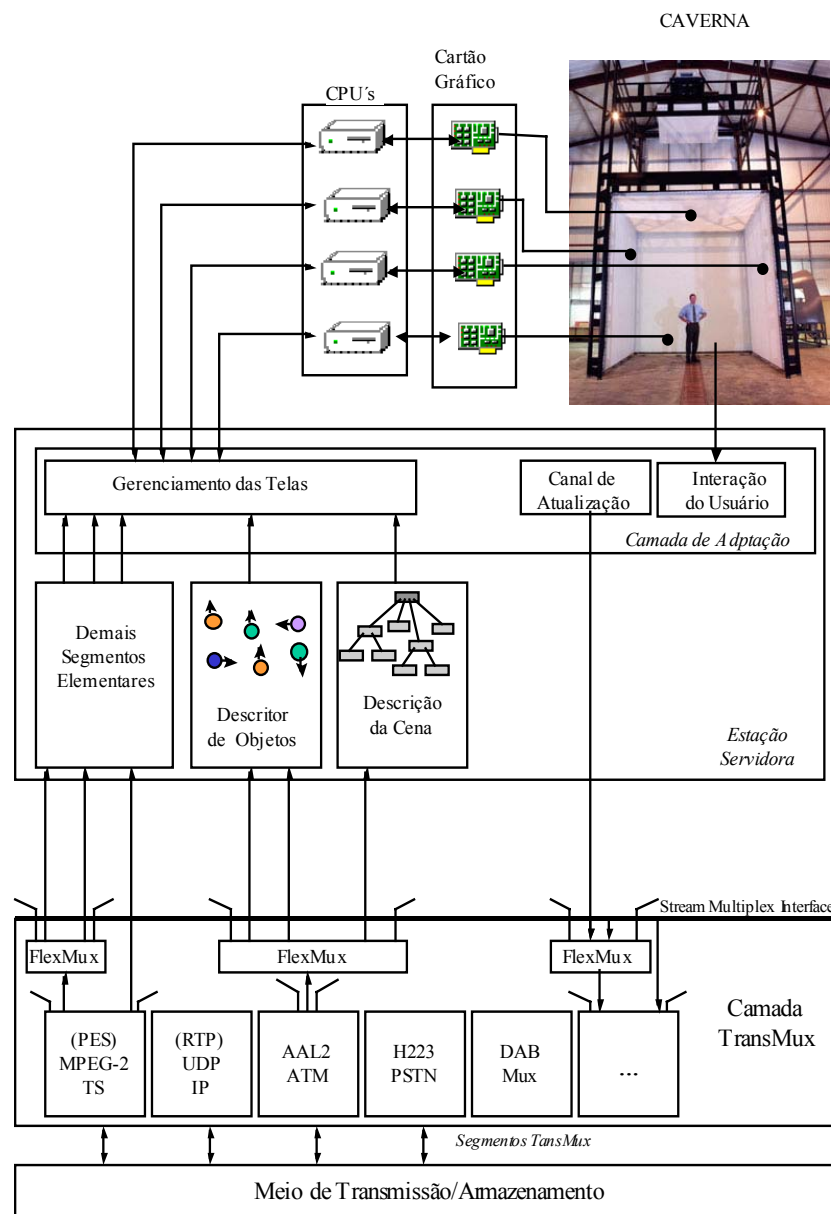 CAVERNA
Cartão
Gráfico
CPU´s
Gerenciamento das Telas
Canal de
Atualização
Interação
do Usuário
Camada de Adptação
Demais
Segmentos
Elementares
Descritor
de Objetos
Descrição
da Cena
Estação
Servidora
Stream Multiplex Interface
FlexMux
FlexMux
FlexMux
Camada
TransMux
(PES)
MPEG-2
TS
(RTP)
UDP
IP
AAL2
ATM
H223
PSTN
DAB
Mux
...
Segmentos TansMux
Meio de Transmissão/Armazenamento